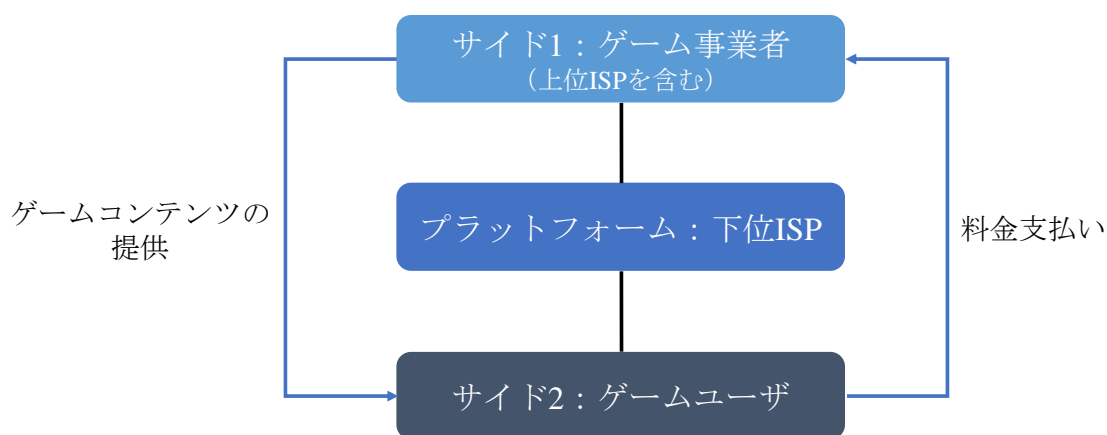 サイド1：ゲーム事業者
（上位ISPを含む）
ゲームコンテンツの
提供
プラットフォーム：下位ISP
料金支払い
サイド2：ゲームユーザ